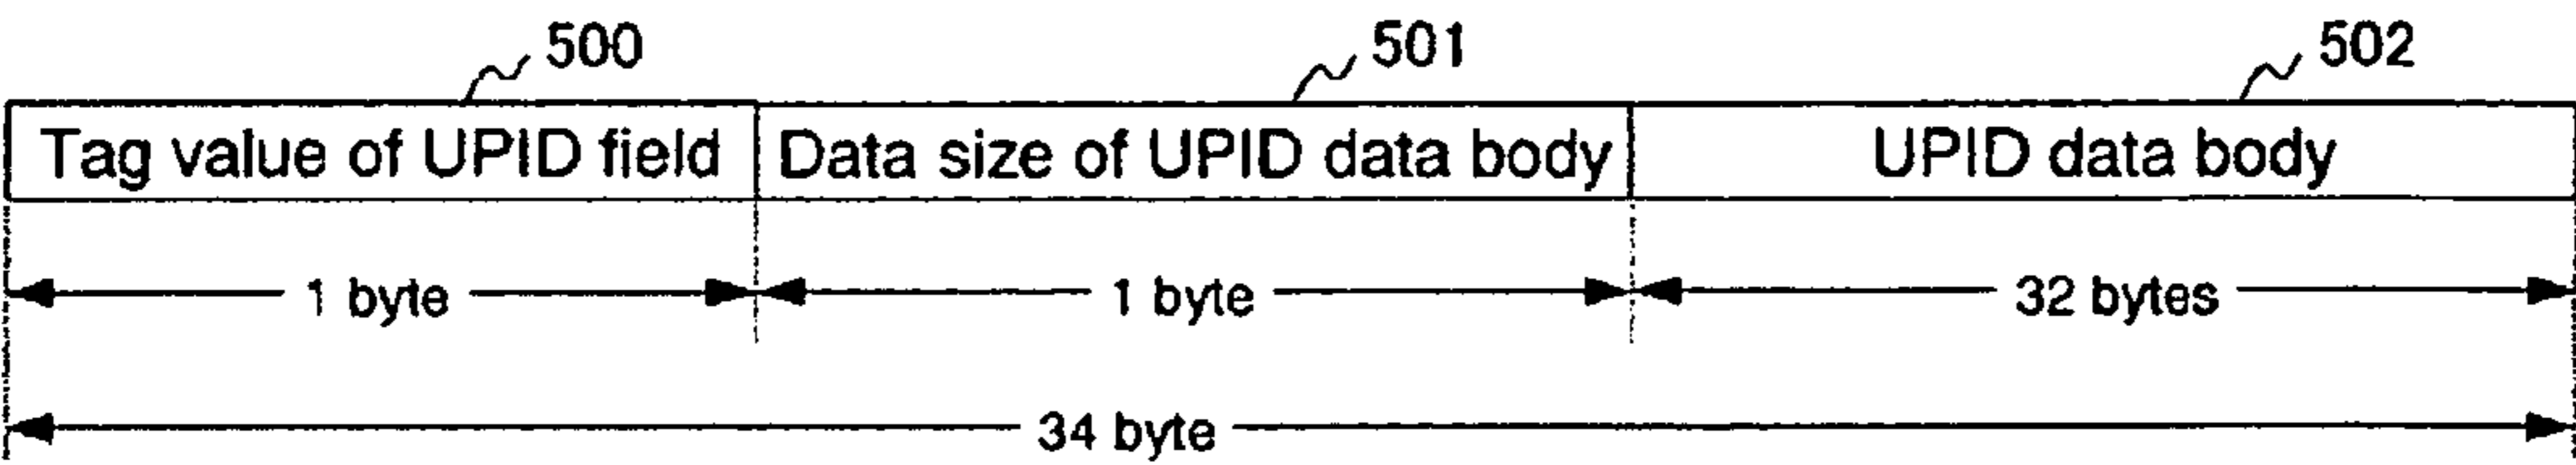 500 501 502
Tag value of UPID field Data size of UPID data body UPID data body
1 byte 1 byte 32 bytes
34 byte